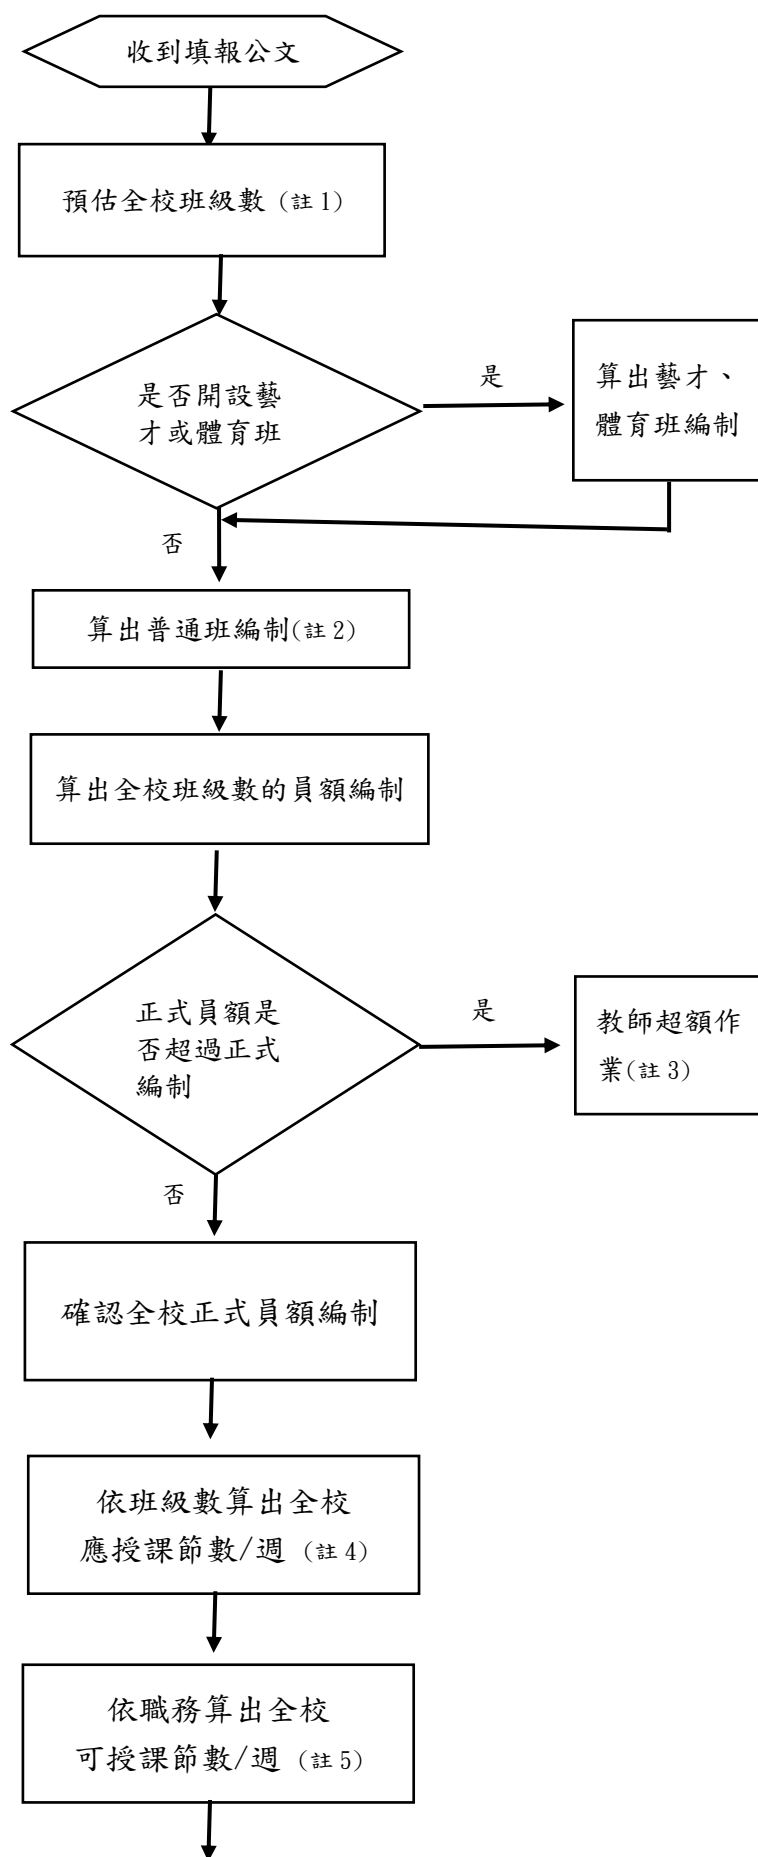 收到填報公文
預估全校班級數 (註 1)
是否開設藝
才或體育班
是
算出藝才、
體育班編制
否
算出普通班編制(註 2)
算出全校班級數的員額編制
正式員額是
否超過正式
編制
是
教師超額作
業(註 3)
否
確認全校正式員額編制
依班級數算出全校
應授課節數/週 (註 4)
依職務算出全校
可授課節數/週 (註 5)